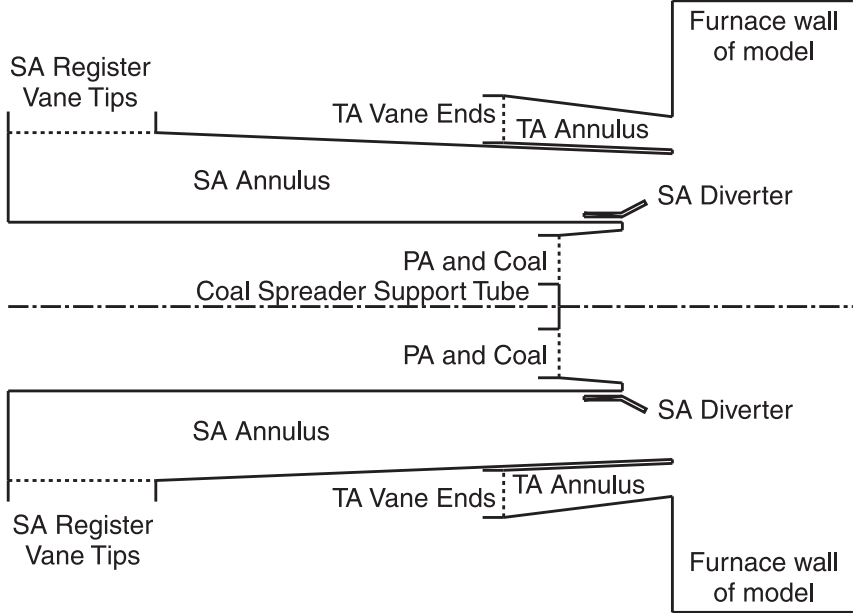 Furnace wall
of model
SA Register
Vane Tips
TA Vane Ends
TA Annulus
SA Annulus
SA Diverter
PA and Coal
Coal Spreader Support Tube
PA and Coal
SA Diverter
SA Annulus
TA Vane Ends
TA Annulus
SA Register
Vane Tips
Furnace wall
of model